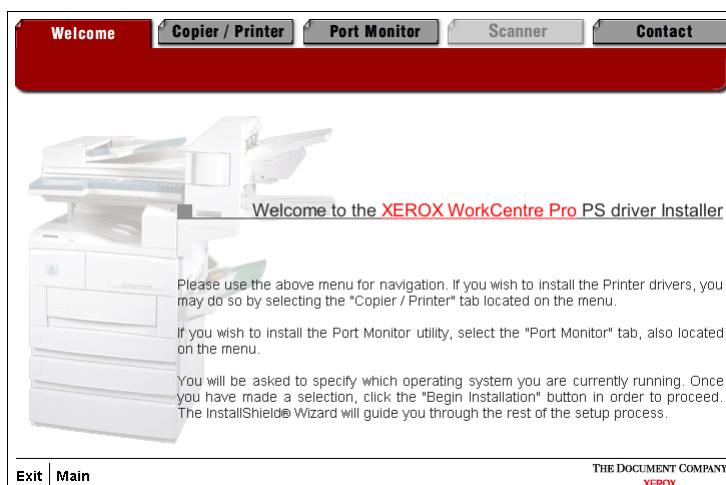 Welcome
Copier / Printer
Port Monitor
Scanner
Contact
Welcome to the XEROX WorkCentre Pro PS driver Installer
Please use the above menu for navigation. If you wish to install the Printer drivers, you
may do so by selecting the "Copier / Printer" tab located on the menu.
If you wish to install the Port Monitor utility, select the "Port Monitor" tab, also located
on the menu.
You will be asked to specify which operating system you are currently running. Once
you have made a selection, click the "Begin Installation" button in order to proceed.
The InstallShield® Wizard will guide you through the rest of the setup process.
Exit
Main
THE DOCUMENT COMPANY
XEROX